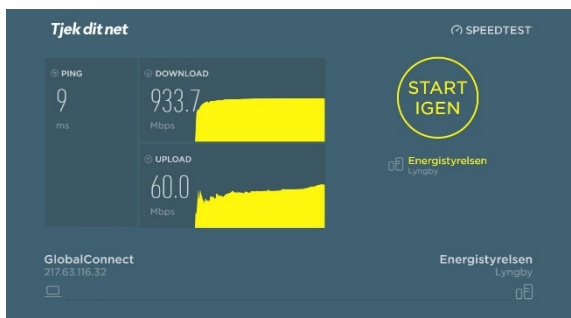 Tjek dit net
SPEEDTEST
PING
9
ms
DOWNLOAD
933.7
Mbps
UPLOAD
60.0
Mbps
START
IGEN
Energistyrelsen
Lyngby
GlobalConnect
217.63.116.32
Energistyrelsen
Lyngby